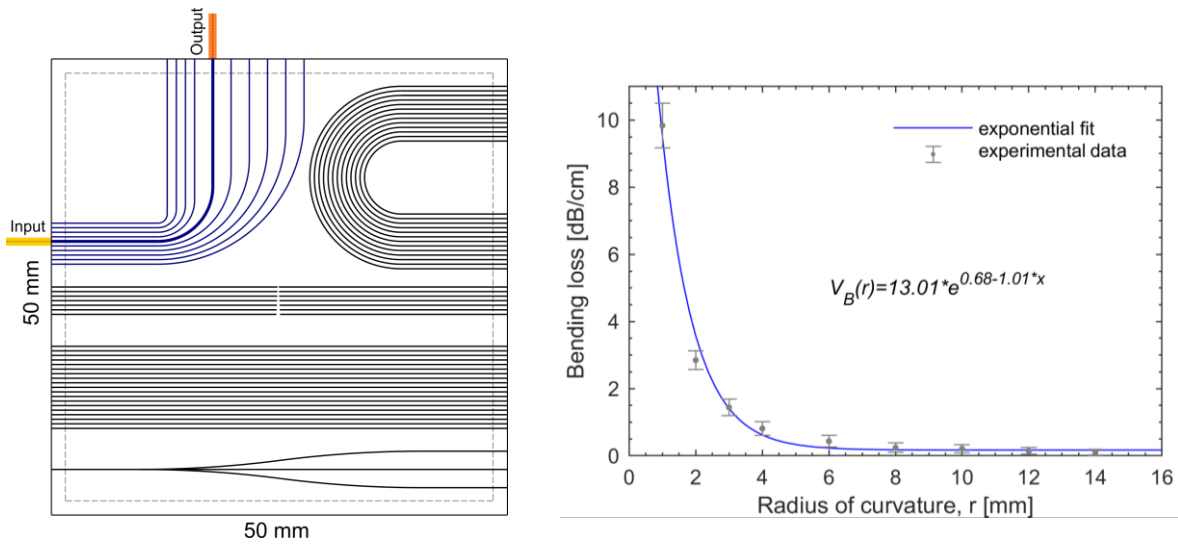 Output
Input
50 mm
50 mm
10
8
6
4
2
0
0 2 4 6 8 10 12 14 16
Bending loss [dB/cm]
Radius of curvature, r [mm]
exponential fit
experimental data
V_B(r)=13.01*e^{0.68-1.01*x}